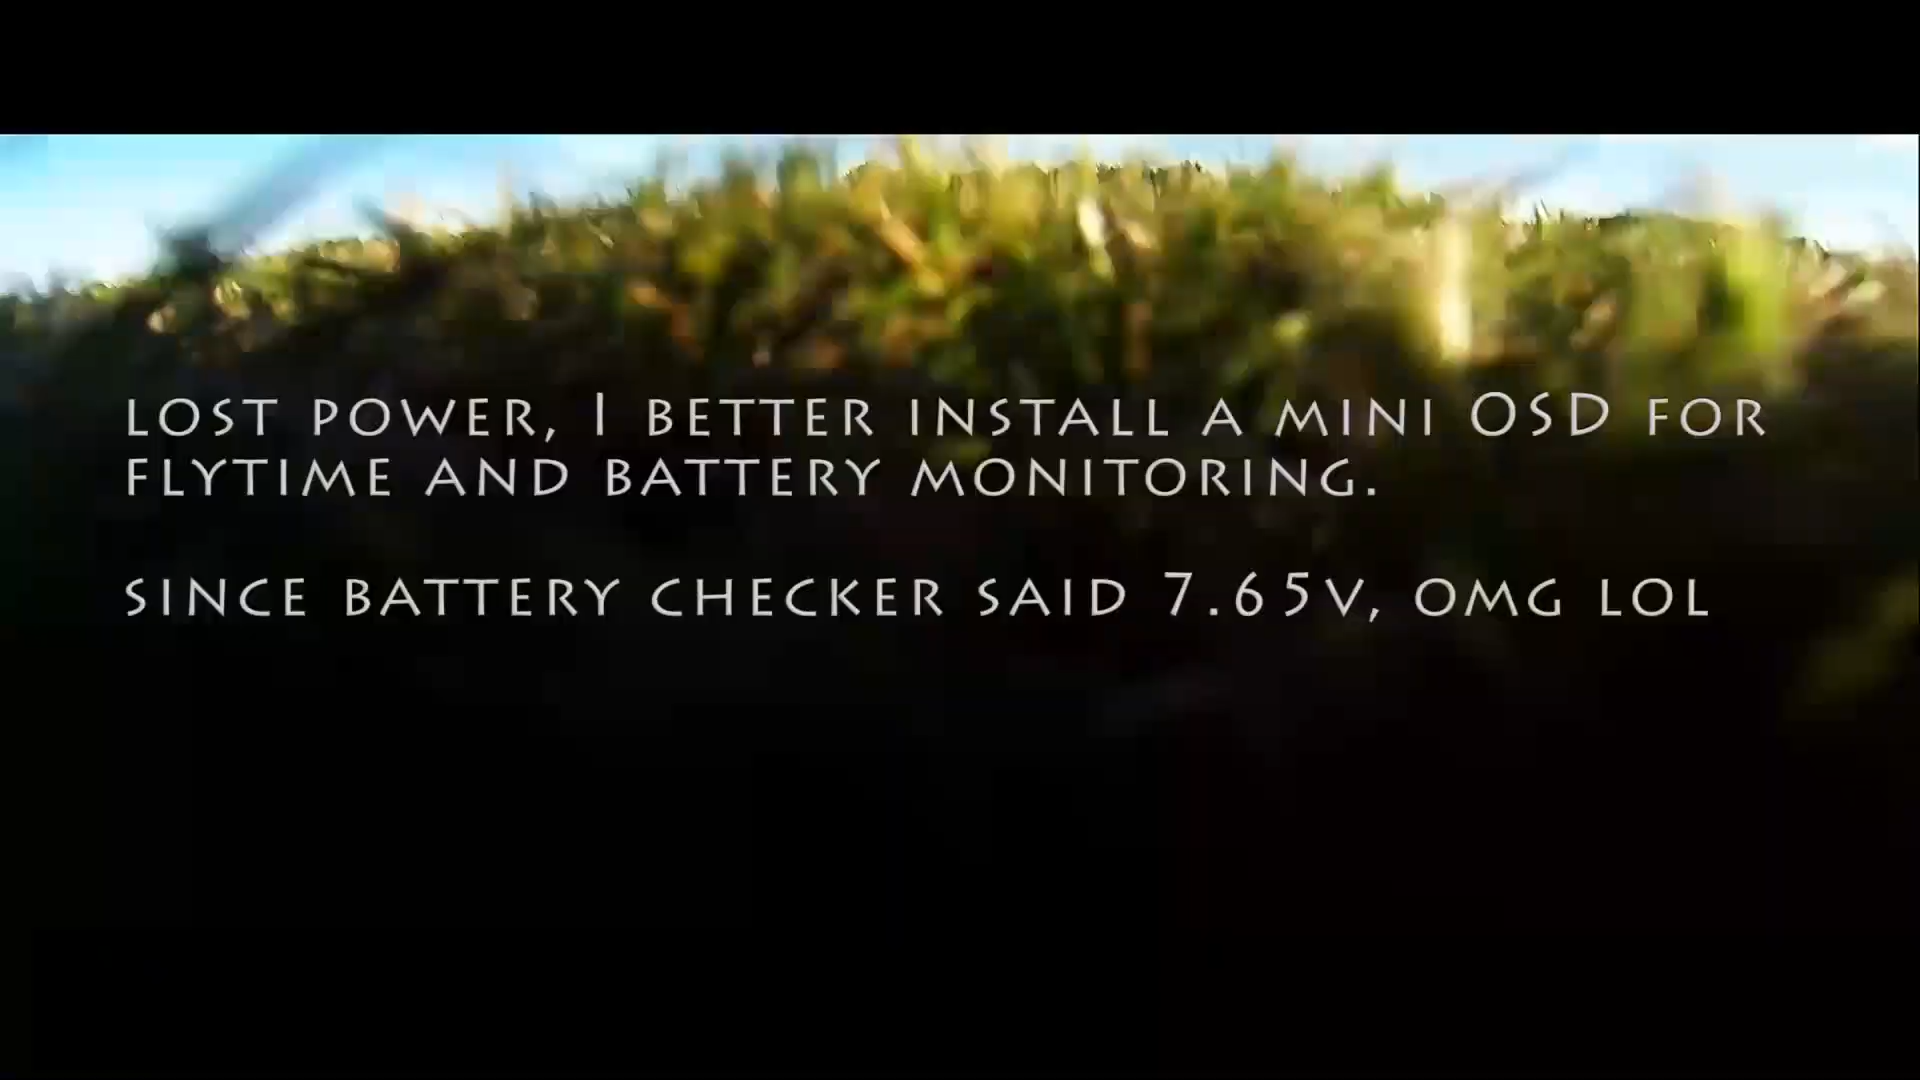 LOST POWER, I BETTER INSTALL A MINI OSD FOR
FLYTIME AND BATTERY MONITORING.
SINCE BATTERY CHECKER SAID 7.65V, OMG LOL